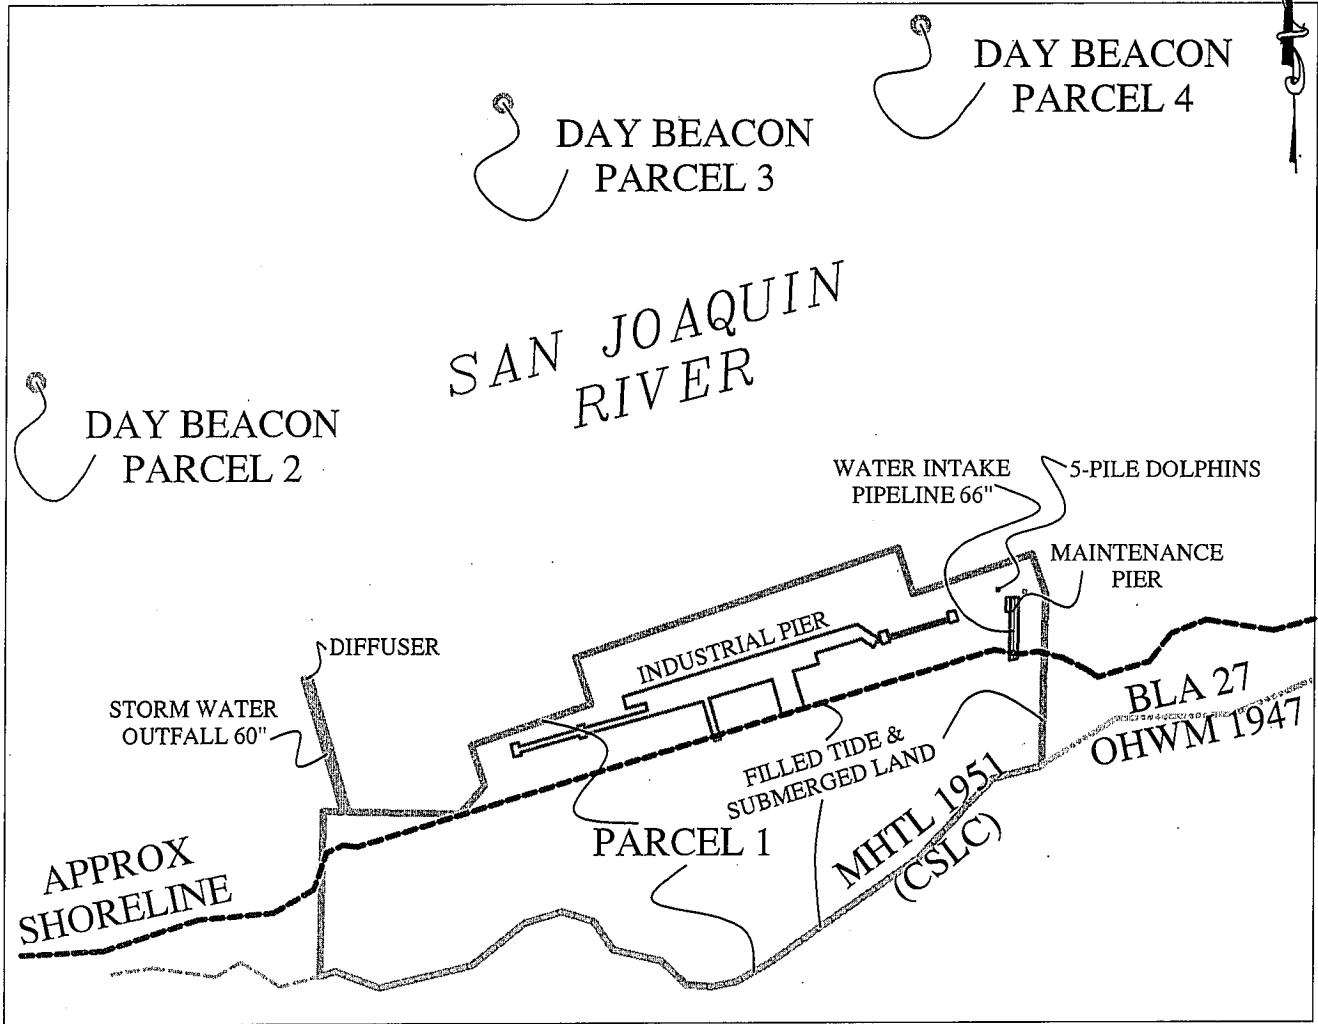 DAY BEACON
PARCEL 4
DAY BEACON
PARCEL 3
SAN JOAQUIN
RIVER
DAY BEACON
PARCEL 2
WATER INTAKE
PIPELINE 66"
5-PILE DOLPHINS
MAINTENANCE
PIER
DIFFUSER
INDUSTRIAL PIER
STORM WATER
OUTFALL 60"
BLA 27
OHWM 1947
FILLED TIDE &
SUBMERGED LAND
PARCEL 1
MHTL 1951
(CSLC)
APPROX
SHORELINE